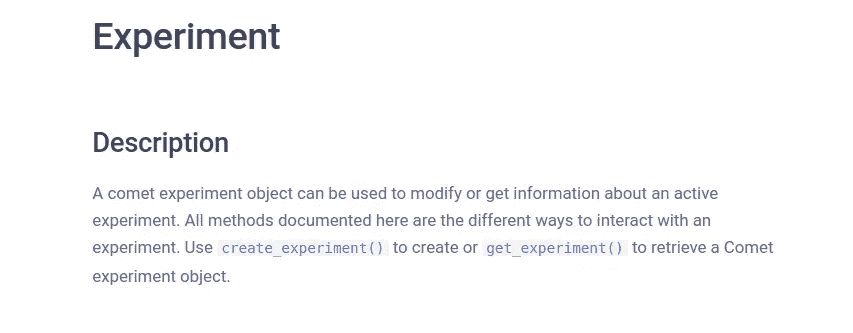 Experiment
Description
A comet experiment object can be used to modify or get information about an active
experiment. All methods documented here are the different ways to interact with an
experiment. Use create_experiment() to create or get_experiment() to retrieve a Comet
experiment object.